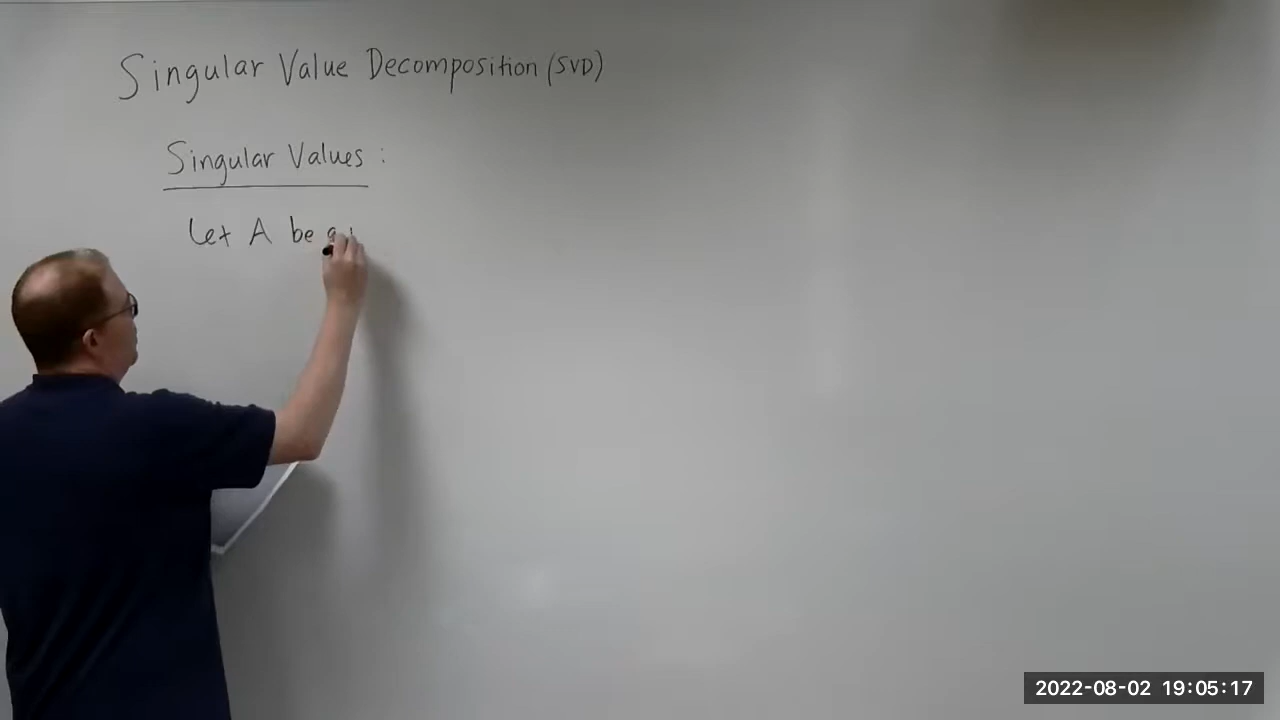 Singular Value Decomposition (SVD)
Singular Values :
Let A be
2022-08-02 19:05:17